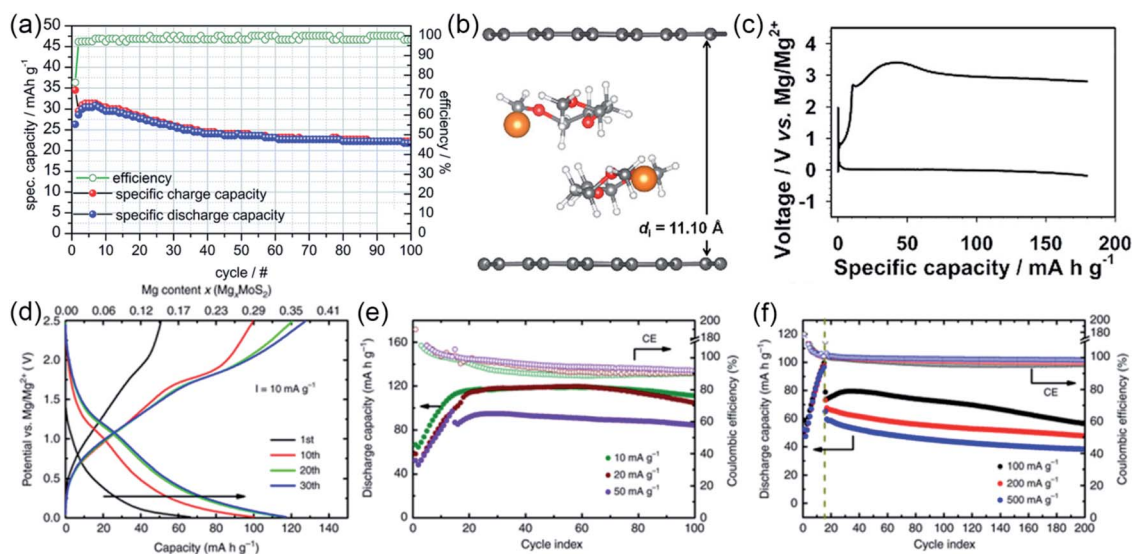 (a)
50
45
40
35
30
25
20
15
10
5
0
spec. capacity / mAh g⁻¹
100
90
80
70
60
50
40
30
20
10
0
efficiency / %
efficiency
specific charge capacity
specific discharge capacity
0 10 20 30 40 50 60 70 80 90 100
cycle / #
(b)
dᵢ = 11.10 Å
(c)
4
3
2
1
0
-1
Voltage / V vs. Mg/Mg²⁺
0 50 100 150 200
Specific capacity / mA h g⁻¹
(d)
Mg content x (MgₓMoS₂)
0.00 0.06 0.12 0.17 0.23 0.29 0.35 0.41
2.5
2.0
1.5
1.0
0.5
0.0
Potential vs. Mg/Mg²⁺ (V)
I = 10 mA g⁻¹
1st
10th
20th
30th
0 20 40 60 80 100 120 150
Capacity (mA h g⁻¹)
(e)
160
120
80
40
0
Discharge capacity (mA h g⁻¹)
200
180
100
80
60
40
20
0
Coulombic efficiency (%)
CE
10 mA g⁻¹
20 mA g⁻¹
50 mA g⁻¹
0 20 40 60 80 100
Cycle index
(f)
120
100
80
60
40
20
0
Discharge capacity (mA h g⁻¹)
200
180
100
80
60
40
20
0
Coulombic efficiency (%)
CE
100 mA g⁻¹
200 mA g⁻¹
500 mA g⁻¹
0 20 40 60 80 100 120 140 160 180 200
Cycle index